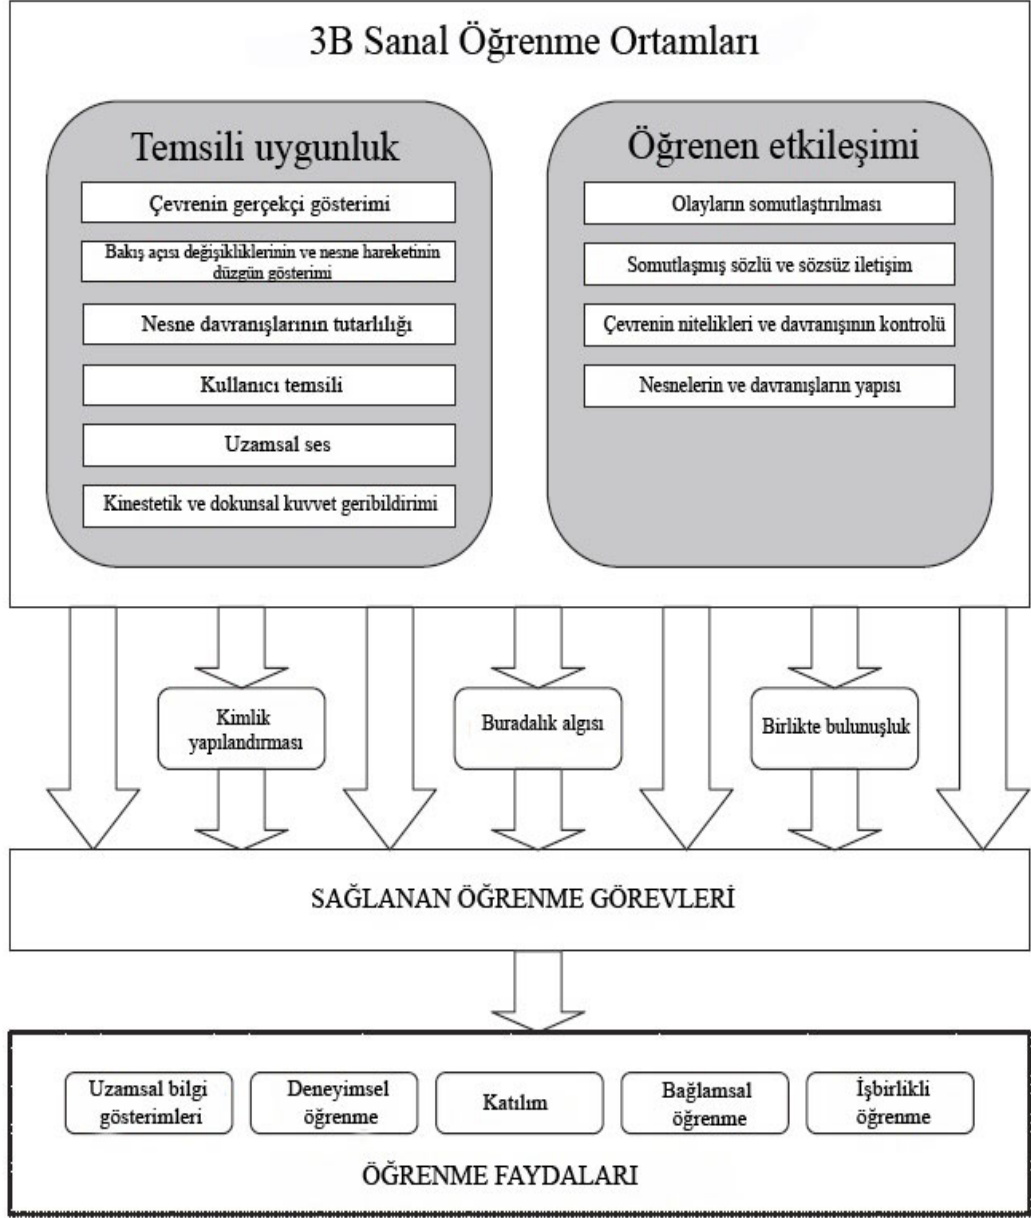 3B Sanal Öğrenme Ortamları
Temsili uygunluk
Çevrenin gerçekçi gösterimi
Bakış açısı değişikliklerinin ve nesne hareketinin
düzgün gösterimi
Nesne davranışlarının tutarlılığı
Kullanıcı temsili
Uzamsal ses
Kinestetik ve dokunsal kuvvet geribildirimi
Öğrenen etkileşimi
Olayların somutlaştırılması
Somutlaşmış sözlü ve sözsüz iletişim
Çevrenin nitelikleri ve davranışının kontrolü
Nesnelerin ve davranışların yapısı
Kimlik
yapılandırması
Buradalık algısı
Birlikte bulunuşluk
SAĞLANAN ÖĞRENME GÖREVLERİ
Uzamsal bilgi
gösterimleri
Deneyimsel
öğrenme
Katılım
Bağlamsal
öğrenme
İşbirlikli
öğrenme
ÖĞRENME FAYDALARI